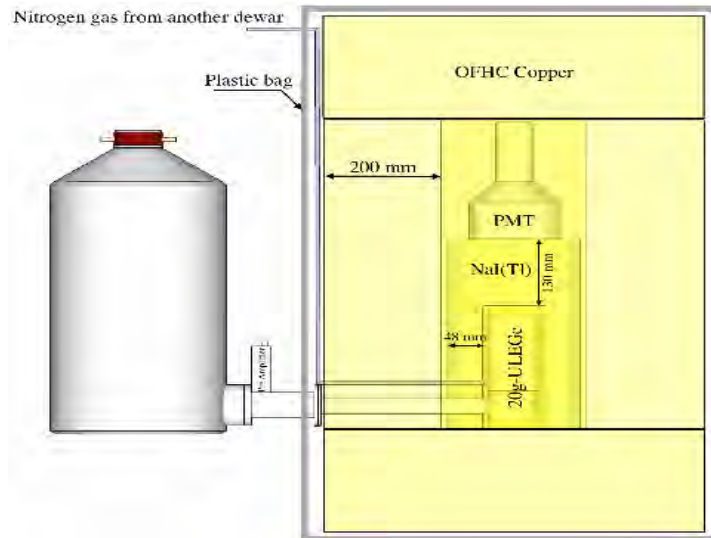 Nitrogen gas from another dewar
OFHC Copper
Plastic bag
200 mm
PMT
NaI(Tl)
130 mm
48 mm
20g-ULEGe